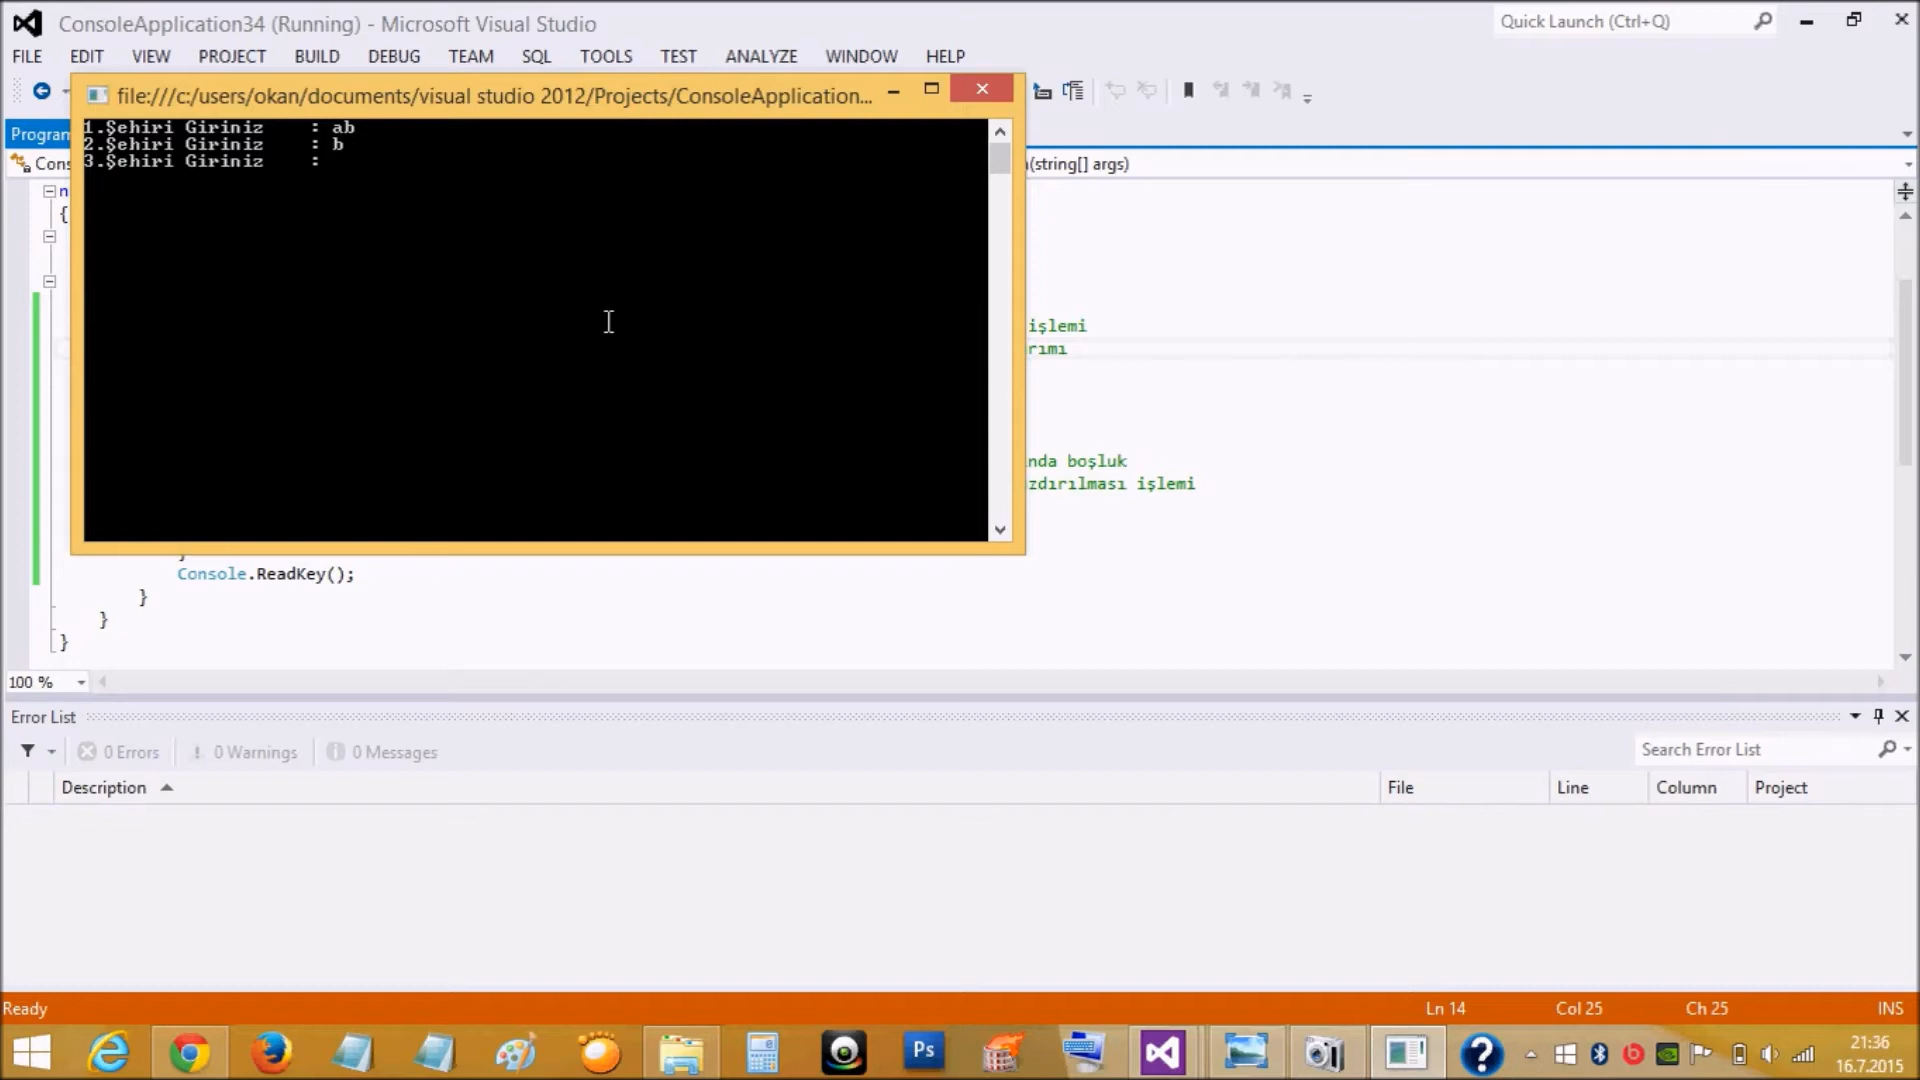 ConsoleApplication34 (Running) - Microsoft Visual Studio
Quick Launch (Ctrl+Q)
FILE EDIT VIEW PROJECT BUILD DEBUG TEAM SQL TOOLS TEST ANALYZE WINDOW HELP
file:///c:/users/okan/documents/visual studio 2012/Projects/ConsoleApplication...
1.Şehiri Giriniz : ab
2.Şehiri Giriniz : b
3.Şehiri Giriniz :
(string[] args)
n
{
işlemi
boşluk
işlemi
}
Console.ReadKey();
}
}
}
100 %
Error List
0 Errors 0 Warnings 0 Messages
Search Error List
Description File Line Column Project
Ready Ln 14 Col 25 Ch 25 INS
Ps
?
21:36
16.7.2015